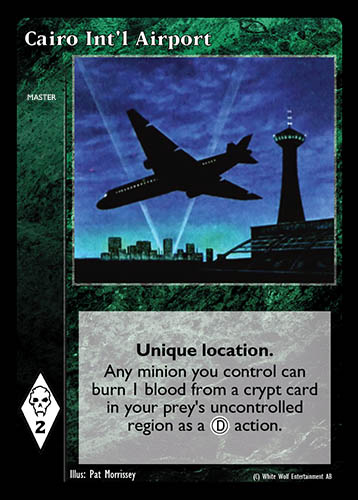 Cairo Int'l Airport
MASTER
Unique location.
Any minion you control can
burn 1 blood from a crypt card
in your prey's uncontrolled
region as a Ⓓ action.
2
Illus: Pat Morrissey
(C) White Wolf Entertainment AB